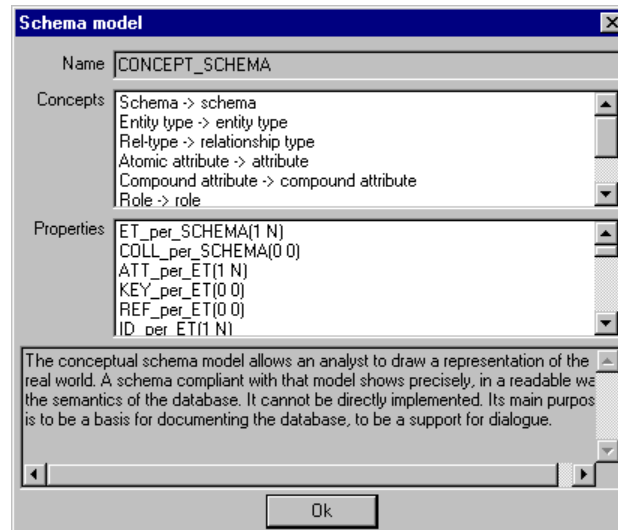 Schema model
Name CONCEPT_SCHEMA
Concepts
Schema -> schema
Entity type -> entity type
Rel-type -> relationship type
Atomic attribute -> attribute
Compound attribute -> compound attribute
Role -> role
Properties
ET_per_SCHEMA(1 N)
COLL_per_SCHEMA(0 0)
ATT_per_ET(1 N)
KEY_per_ET(0 0)
REF_per_ET(0 0)
ID_per_ET(1 N)
The conceptual schema model allows an analyst to draw a representation of the
real world. A schema compliant with that model shows precisely, in a readable wa
the semantics of the database. It cannot be directly implemented. Its main purpos
is to be a basis for documenting the database, to be a support for dialogue.
Ok